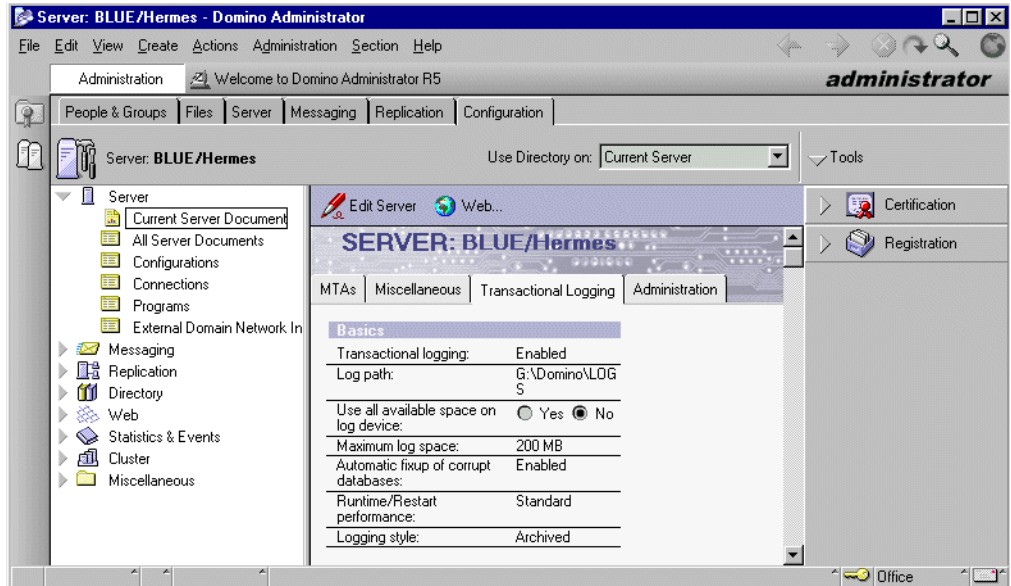 Server: BLUE/Hermes - Domino Administrator
File Edit View Create Actions Administration Section Help
Administration Welcome to Domino Administrator R5 administrator
People & Groups Files Server Messaging Replication Configuration
Server: BLUE/Hermes Use Directory on: Current Server Tools
Server
Current Server Document
All Server Documents
Configurations
Connections
Programs
External Domain Network In
Messaging
Replication
Directory
Web
Statistics & Events
Cluster
Miscellaneous
Edit Server Web...
SERVER: BLUE/Hermes
MTAs Miscellaneous Transactional Logging Administration
Basics
Transactional logging: Enabled
Log path: G:\Domino\LOG
S
Use all available space on Yes No
log device:
Maximum log space: 200 MB
Automatic fixup of corrupt Enabled
databases:
Runtime/Restart Standard
performance:
Logging style: Archived
Certification
Registration
Office